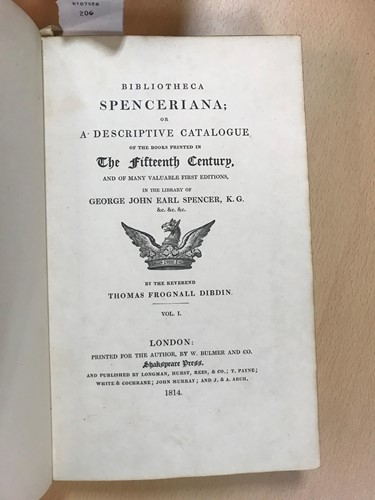 206
BIBLIOTHECA
SPENCERIANA;
OR
A DESCRIPTIVE CATALOGUE
OF THE BOOKS PRINTED IN
The Fifteenth Century,
AND OF MANY VALUABLE FIRST EDITIONS,
IN THE LIBRARY OF
GEORGE JOHN EARL SPENCER, K. G.
&c. &c. &c.
BY THE REVEREND
THOMAS FROGNALL DIBDIN.
VOL. I.
LONDON:
PRINTED FOR THE AUTHOR, BY W. BULMER AND CO.
Shakspeare Press.
AND PUBLISHED BY LONGMAN, HURST, REES, & CO.; T. PAYNE;
WHITE & COCHRANE; JOHN MURRAY; AND J. & A. ARCH.
1814.